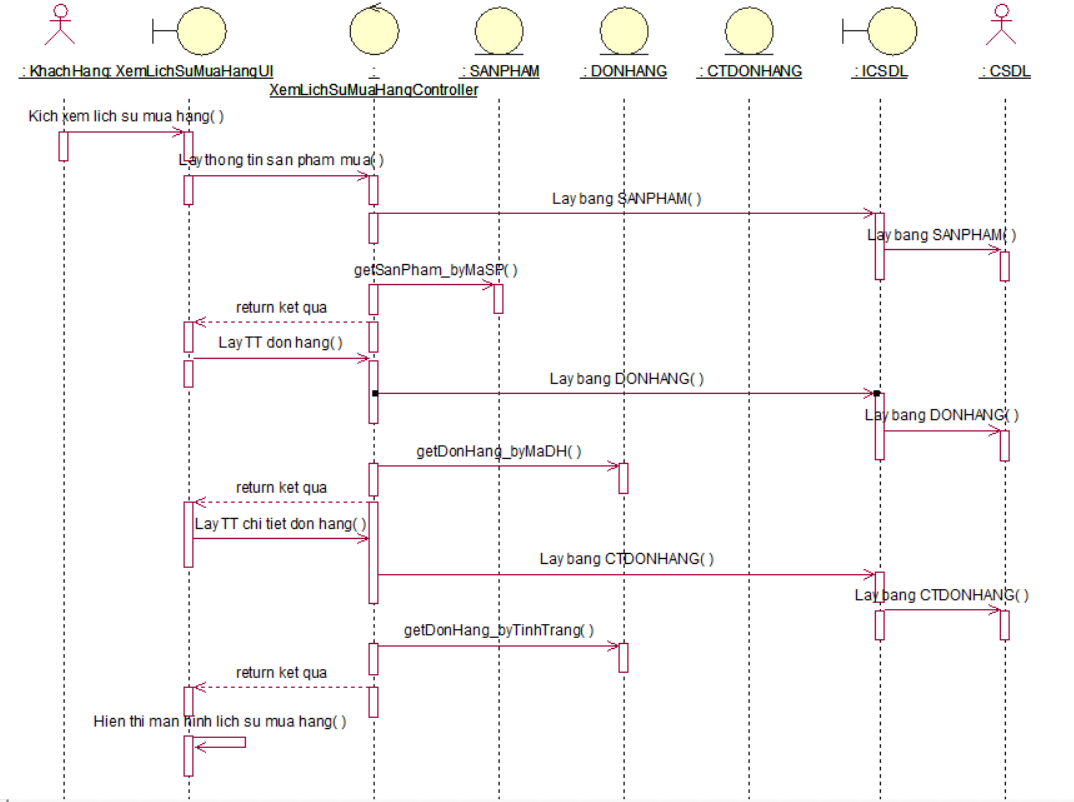 : KhachHang
: XemLichSuMuaHangUI
:
XemLichSuMuaHangController
: SANPHAM
: DONHANG
: CTDONHANG
: ICSDL
: CSDL
Kich xem lich su mua hang( )
Lay thong tin san pham mua( )
Lay bang SANPHAM( )
Lay bang SANPHAM( )
getSanPham_byMaSP( )
return ket qua
Lay TT don hang( )
Lay bang DONHANG( )
Lay bang DONHANG( )
getDonHang_byMaDH( )
return ket qua
Lay TT chi tiet don hang( )
Lay bang CTDONHANG( )
Lay bang CTDONHANG( )
getDonHang_byTinhTrang( )
return ket qua
Hien thi man hinh lich su mua hang( )